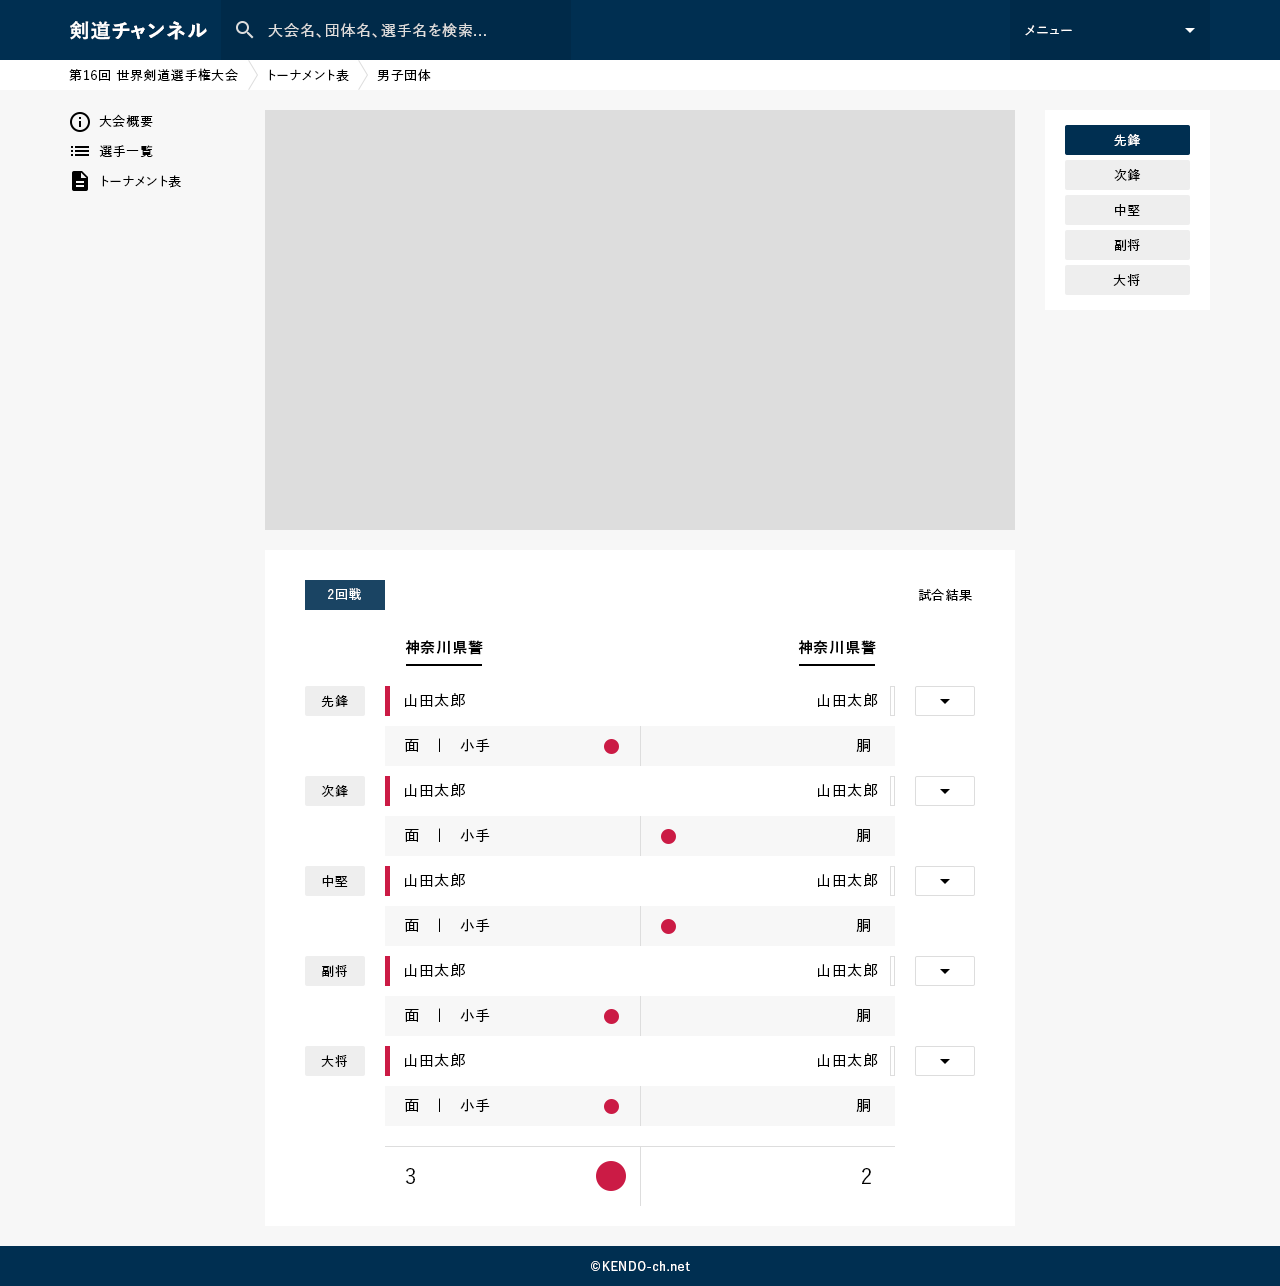 剣道チャンネル 大会名、団体名、選手名を検索... メニュー
第16回 世界剣道選手権大会 トーナメント表 男子団体
大会概要
選手一覧
トーナメント表
先鋒
次鋒
中堅
副将
大将
2回戦 試合結果
神奈川県警 神奈川県警
先鋒 山田太郎 山田太郎
面 | 小手 胴
次鋒 山田太郎 山田太郎
面 | 小手 胴
中堅 山田太郎 山田太郎
面 | 小手 胴
副将 山田太郎 山田太郎
面 | 小手 胴
大将 山田太郎 山田太郎
面 | 小手 胴
3 2
©KENDO-ch.net